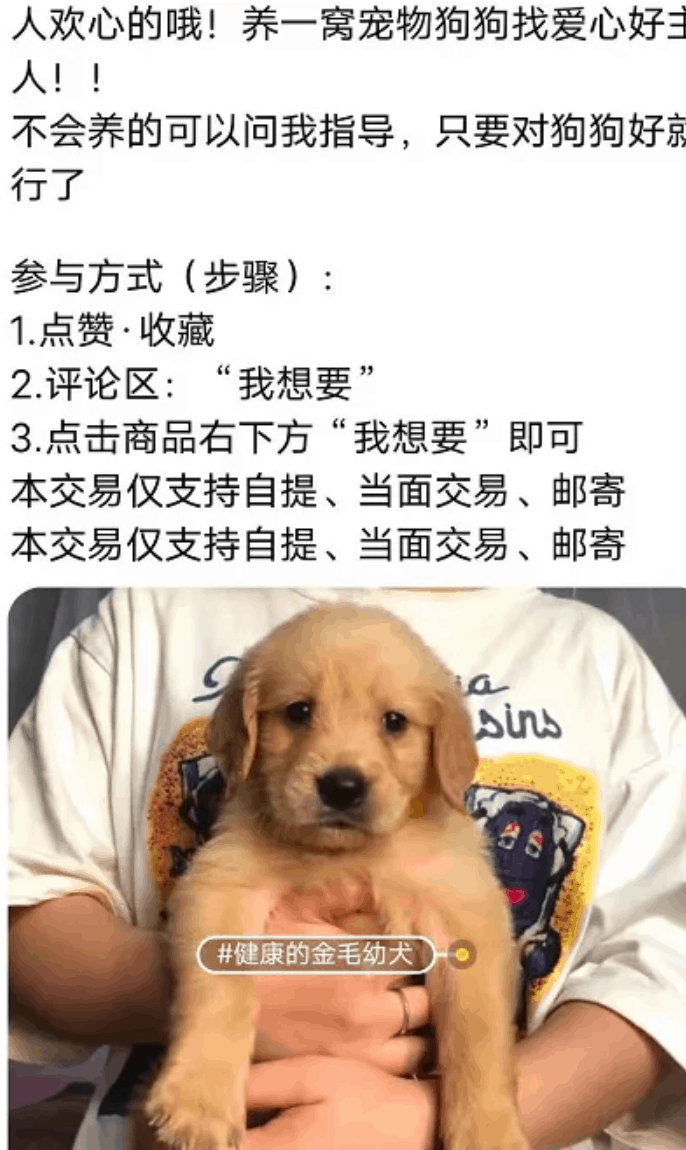 人欢心的哦！养一窝宠物狗狗找爱心好主
人！！
不会养的可以问我指导，只要对狗狗好就
行了
参与方式（步骤）:
1.点赞·收藏
2.评论区：“我想要”
3.点击商品右下方“我想要”即可
本交易仅支持自提、当面交易、邮寄
本交易仅支持自提、当面交易、邮寄
sins
#健康的金毛幼犬